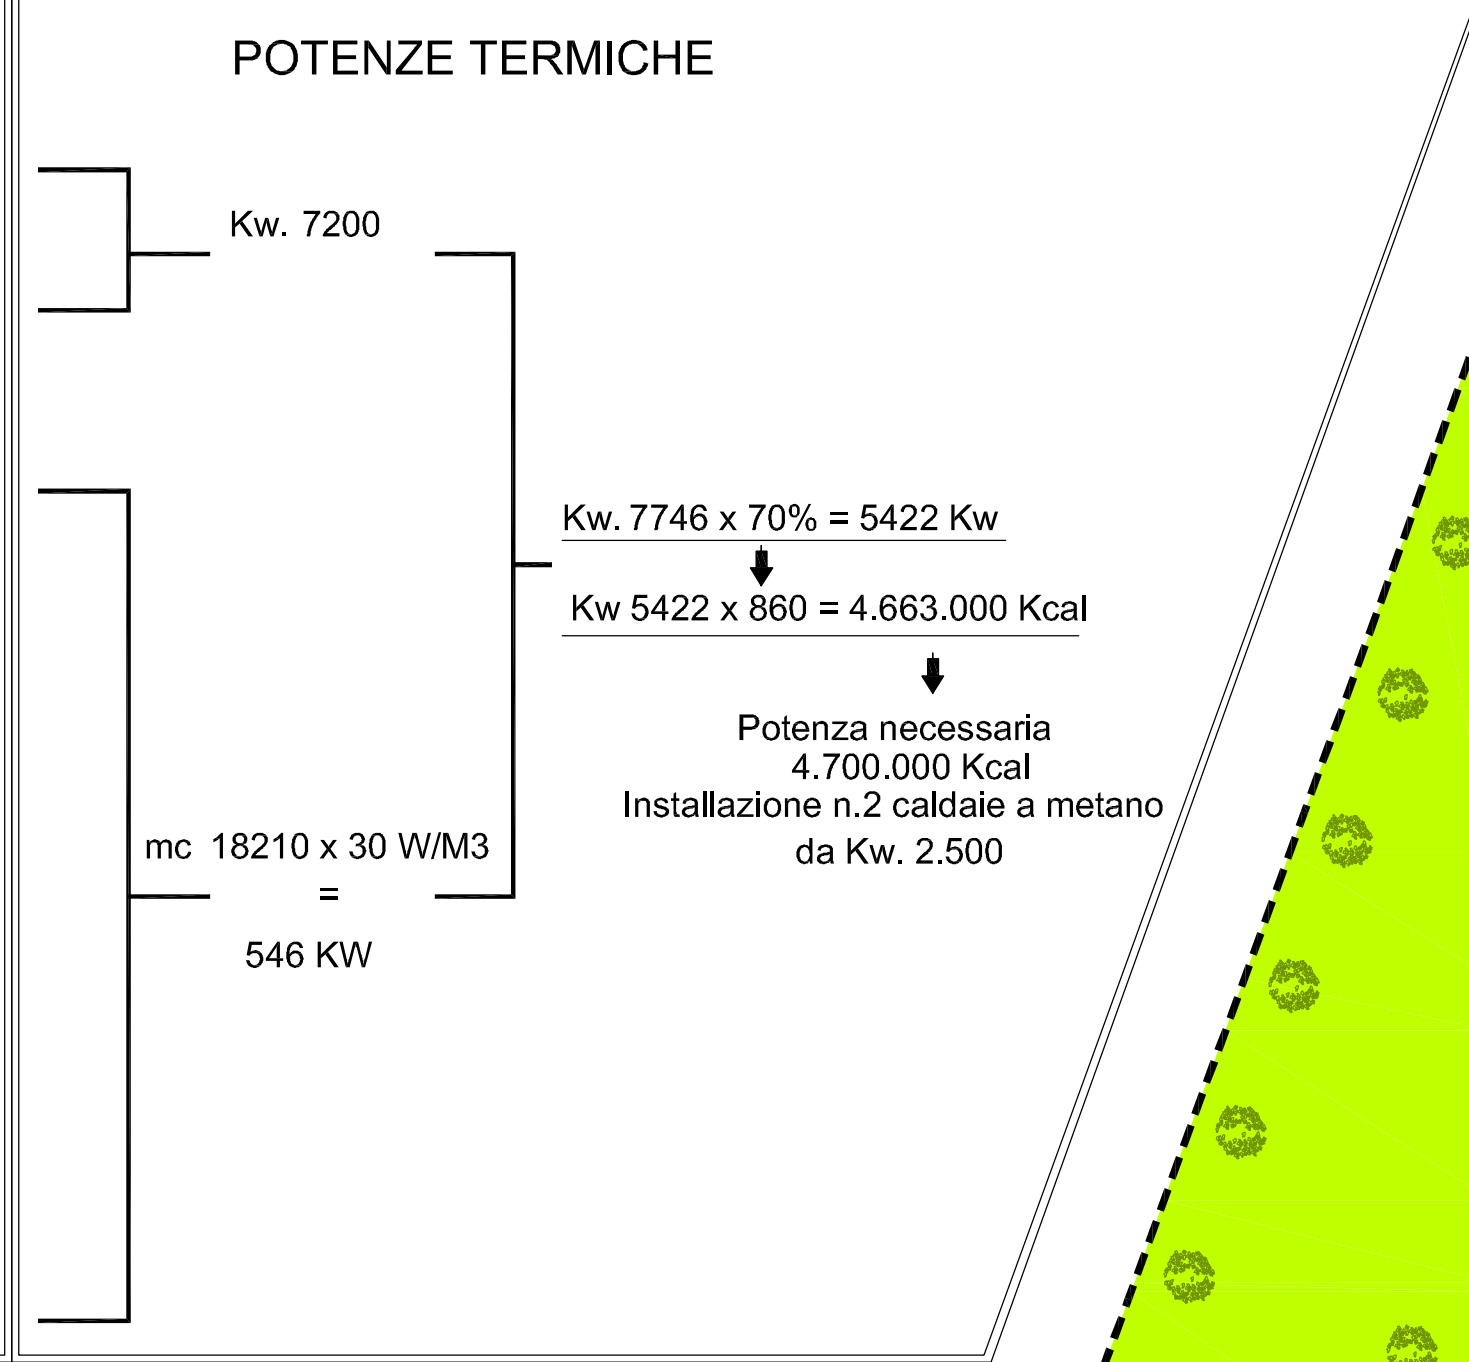 POTENZE TERMICHE
Kw. 7200
Kw. 7746 x 70% = 5422 Kw
Kw 5422 x 860 = 4.663.000 Kcal
Potenza necessaria
4.700.000 Kcal
Installazione n.2 caldaie a metano
da Kw. 2.500
mc 18210 x 30 W/M3
=
546 KW